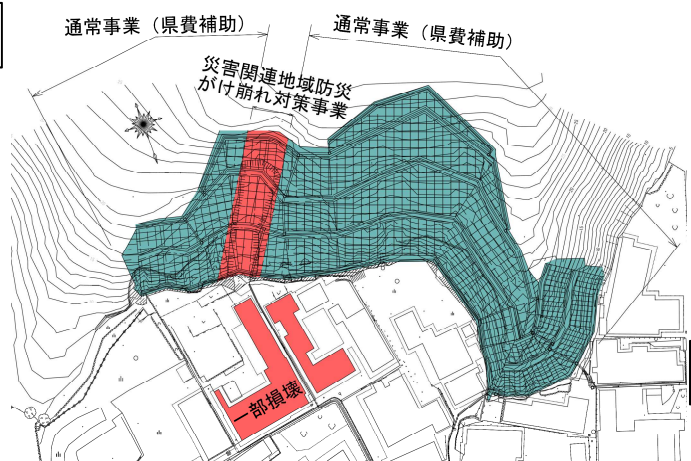 通常事業（県費補助）
通常事業（県費補助）
災害関連地域防災
がけ崩れ対策事業
一部損壊